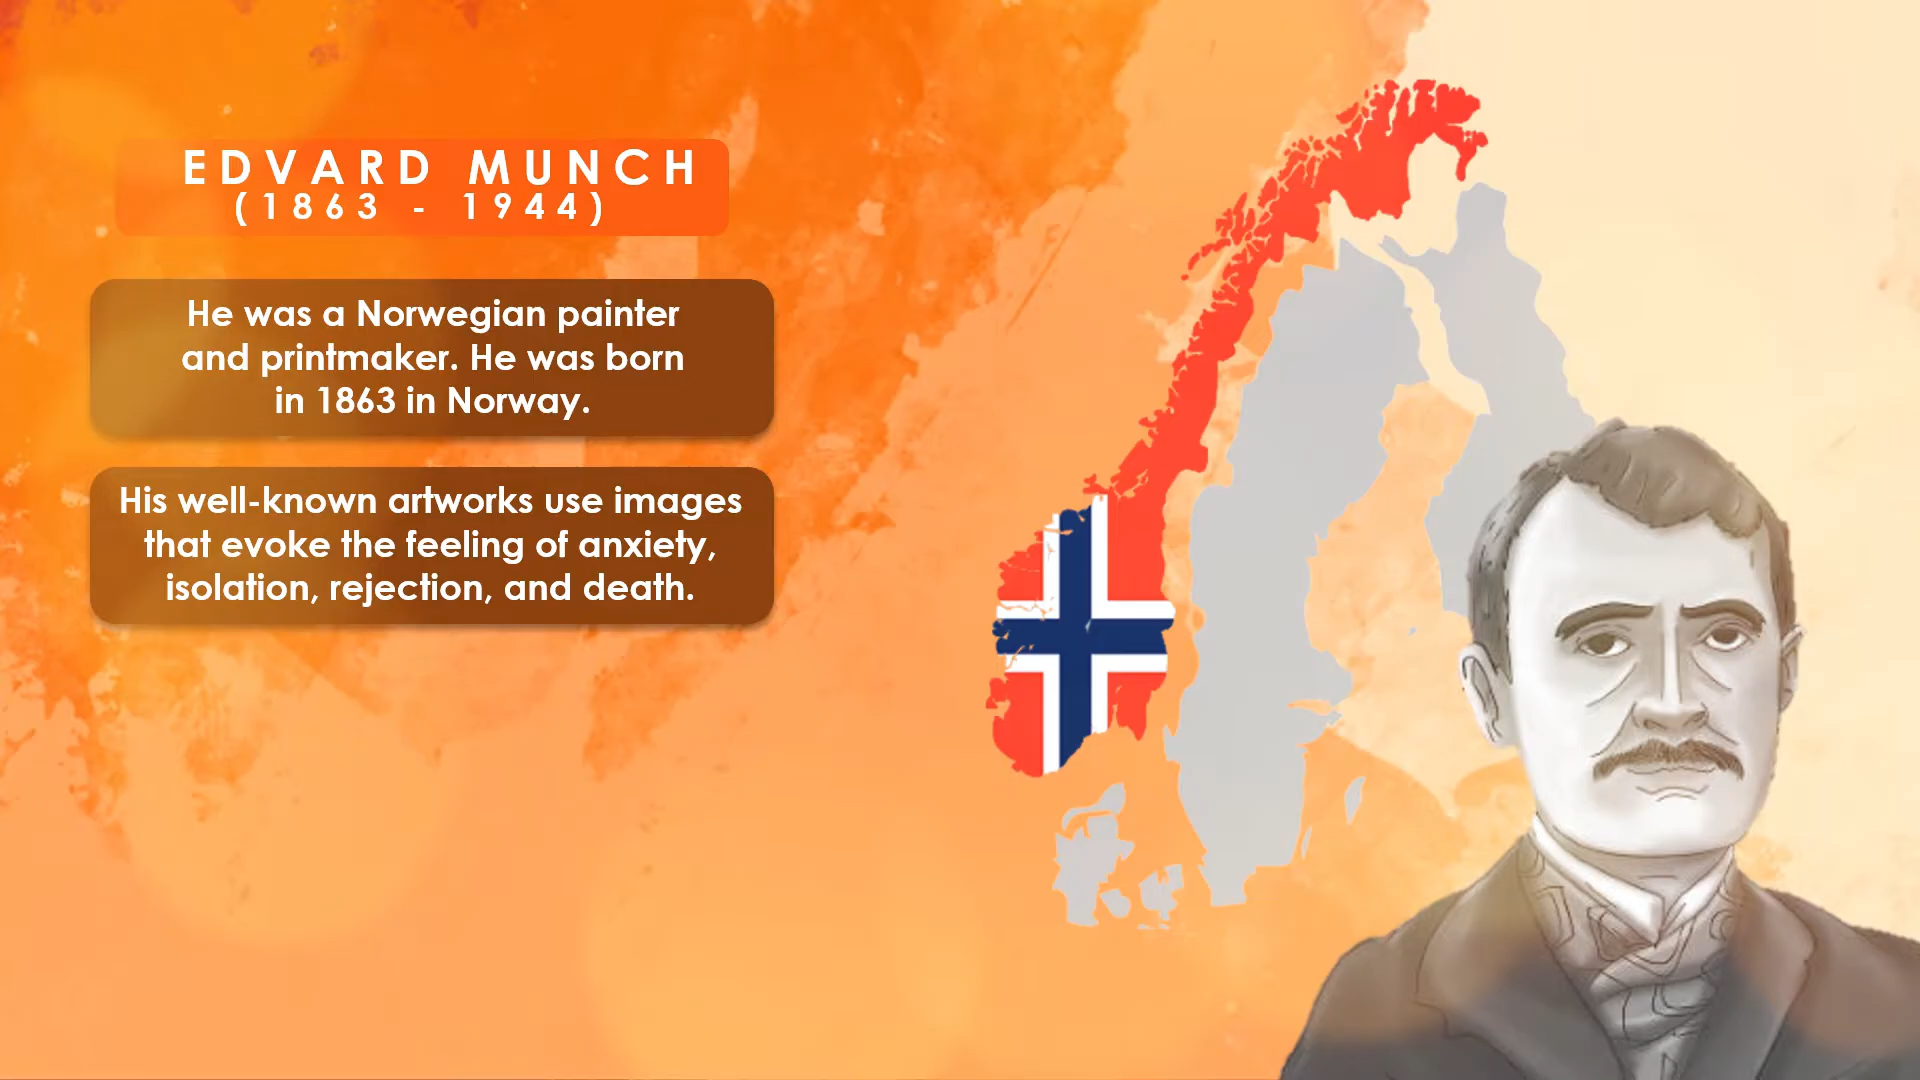 EDVARD MUNCH
(1863 - 1944)
He was a Norwegian painter
and printmaker. He was born
in 1863 in Norway.
His well-known artworks use images
that evoke the feeling of anxiety,
isolation, rejection, and death.